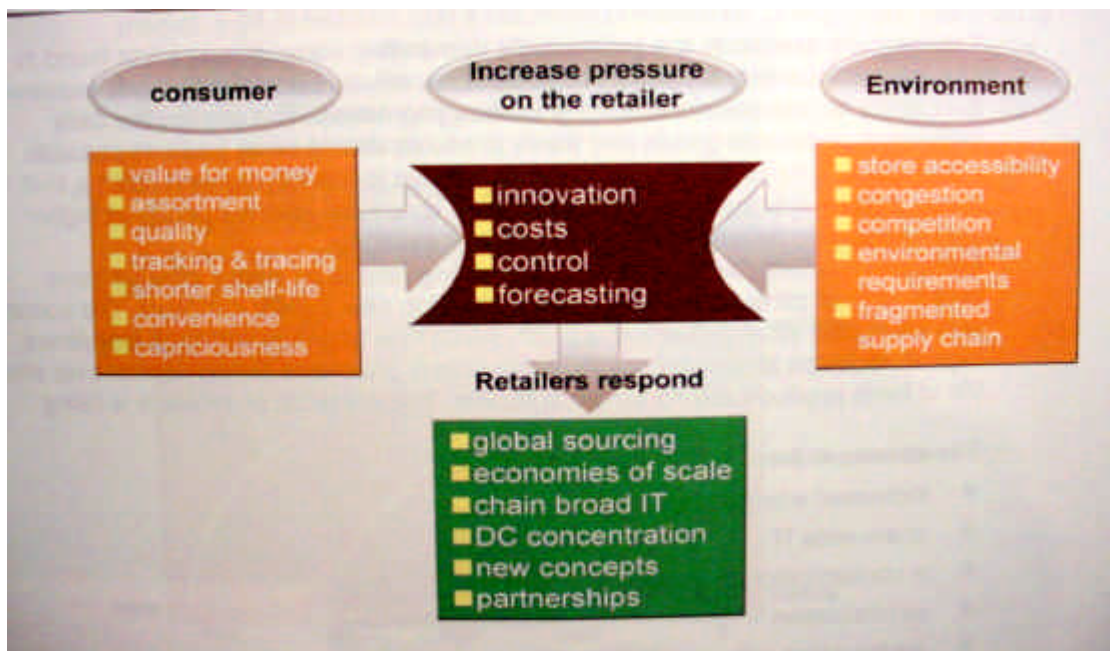 consumer
Increase pressure
on the retailer
Environment
value for money
assortment
quality
tracking & tracing
shorter shelf-life
convenience
capriciousness
innovation
costs
control
forecasting
store accessibility
congestion
competition
environmental
requirements
fragmented
supply chain
Retailers respond
global sourcing
economies of scale
chain broad IT
DC concentration
new concepts
partnerships